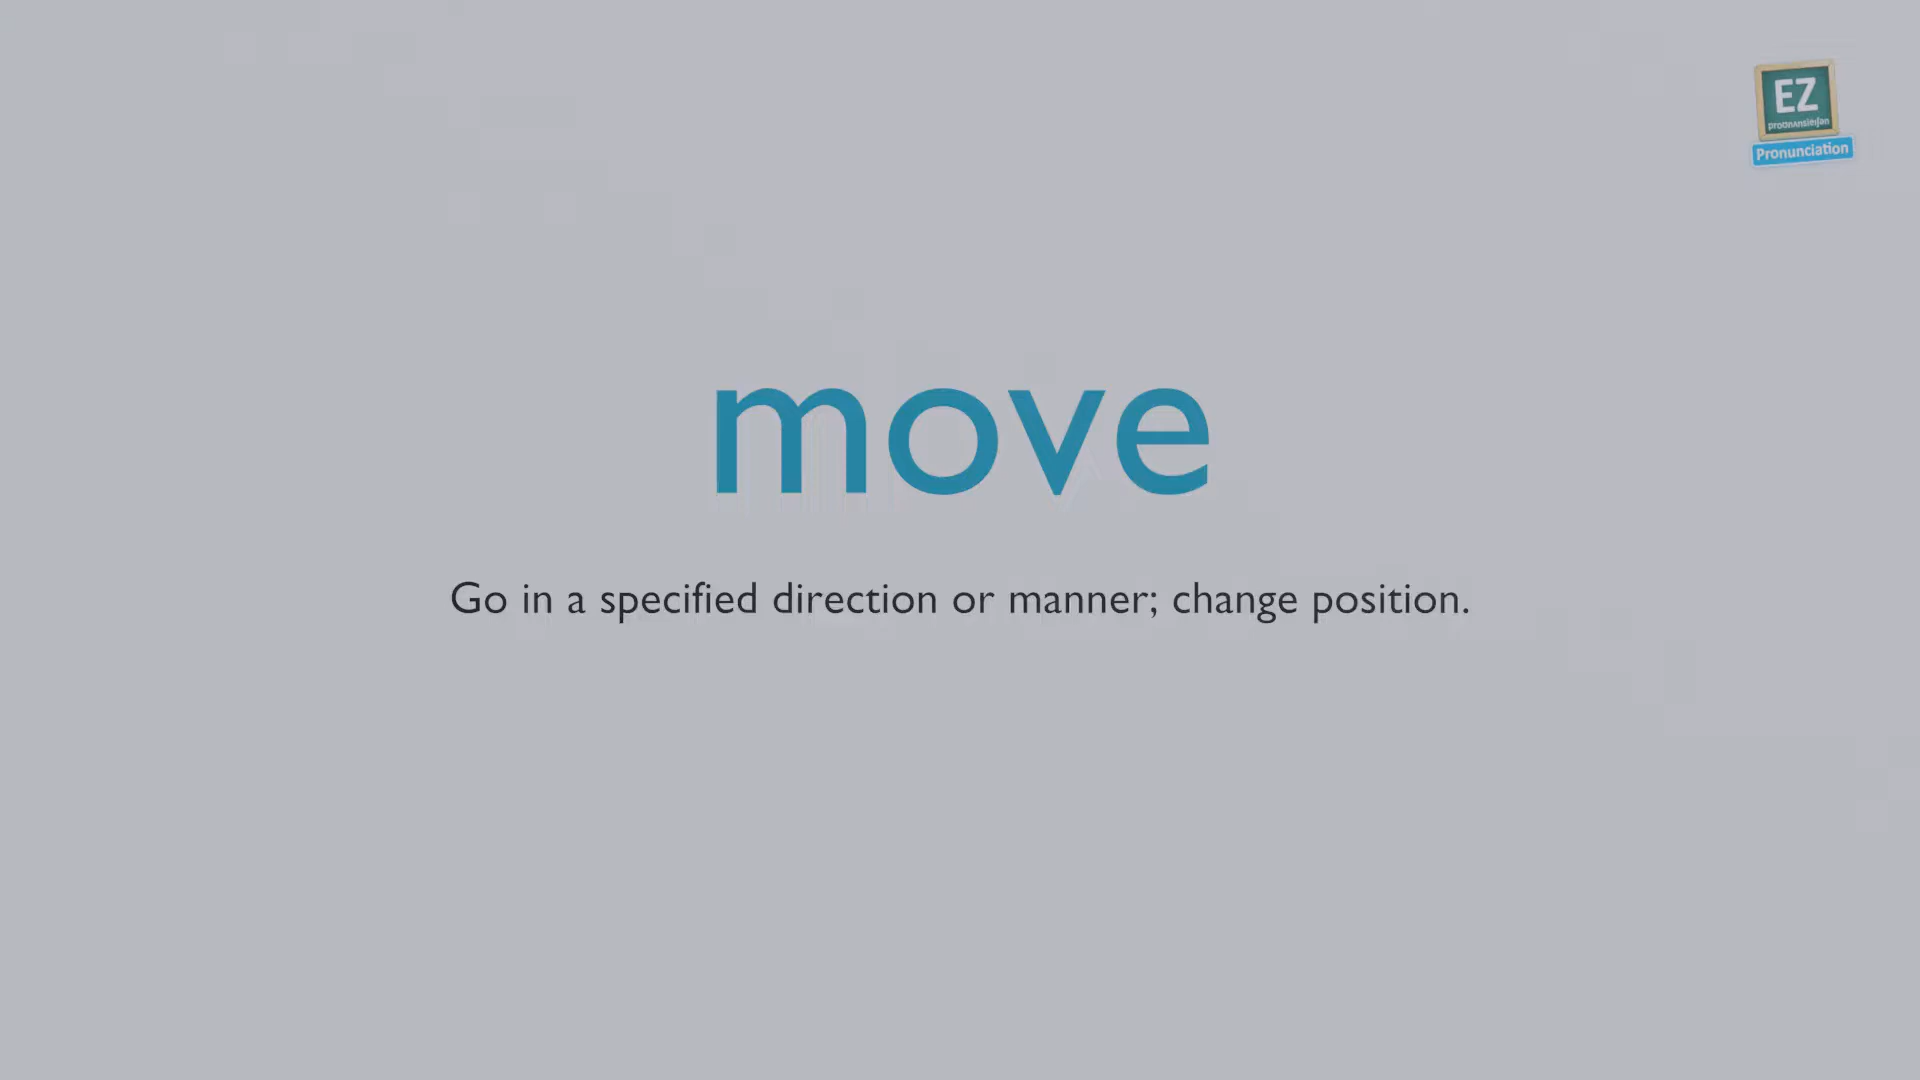 EZ
Pronunciation
move
Go in a specified direction or manner; change position.